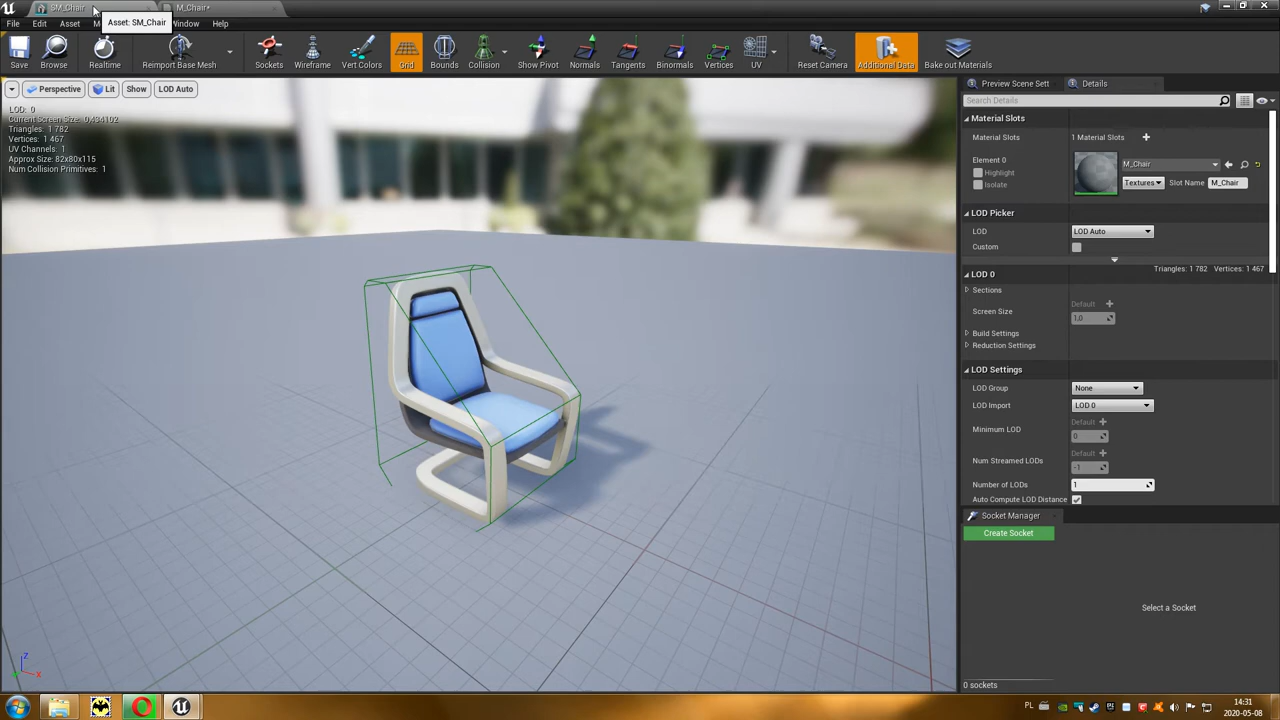 SM_Chair
M_Chair*
File Edit Asset M Window Help
Asset: SM_Chair
Save Browse Realtime Reimport Base Mesh Sockets Wireframe Vert Colors Grid Bounds Collision Show Pivot Normals Tangents Binormals Vertices UV Reset Camera Additional Data Bake out Materials
Perspective Lit Show LOD Auto
LOD: 0
Current Screen Size: 0,434102
Triangles: 1 782
Vertices: 1 467
UV Channels: 1
Approx Size: 82x80x115
Num Collision Primitives: 1
Preview Scene Sett Details
Search Details
Material Slots
Material Slots 1 Material Slots
Element 0
Highlight
Isolate
M_Chair
Textures Slot Name M_Chair
LOD Picker
LOD LOD Auto
Custom
Triangles: 1 782 Vertices: 1 467
LOD 0
Sections
Default
Screen Size 1,0
Build Settings
Reduction Settings
LOD Settings
LOD Group None
LOD Import LOD 0
Default
Minimum LOD 0
Default
Num Streamed LODs -1
Number of LODs 1
Auto Compute LOD Distance
Socket Manager
Create Socket
Select a Socket
0 sockets
Z
X
PL
14:31
2020-05-08